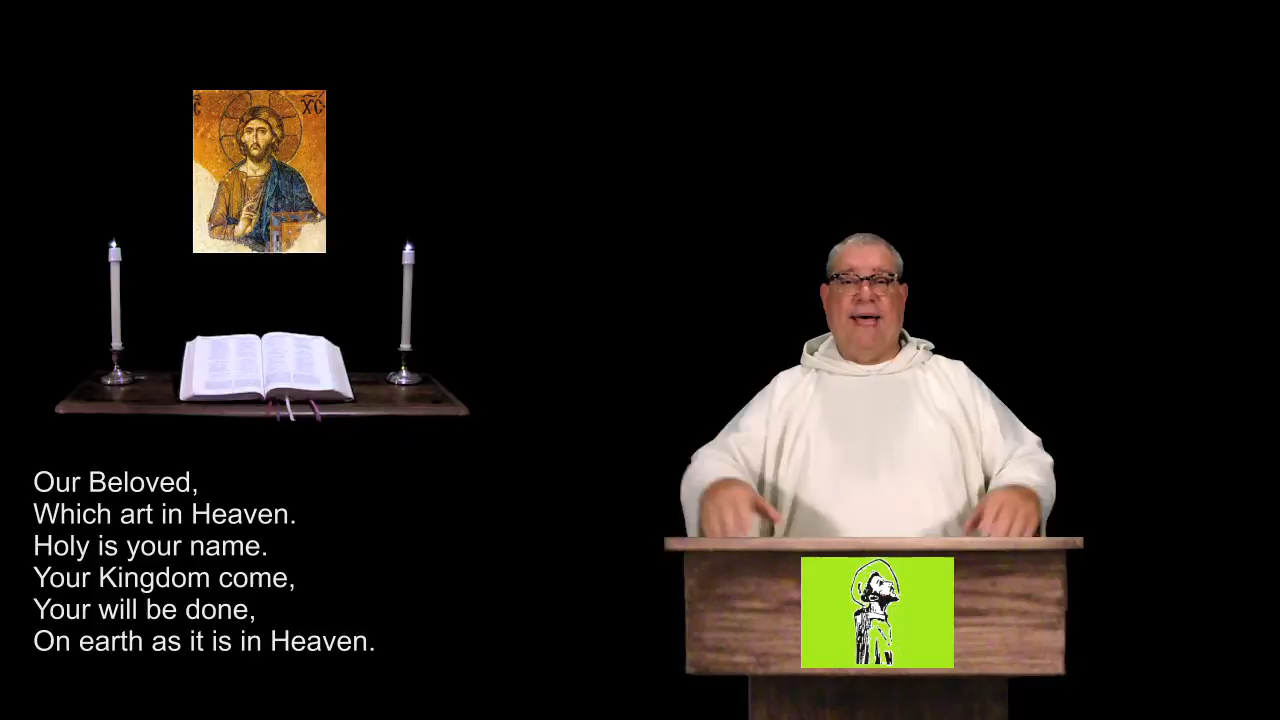 C XC
Our Beloved,
Which art in Heaven.
Holy is your name.
Your Kingdom come,
Your will be done,
On earth as it is in Heaven.